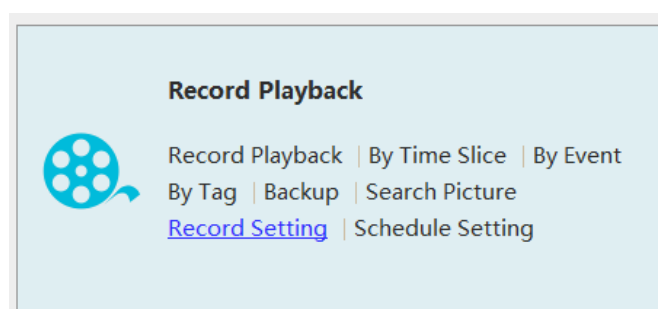 Record Playback
Record Playback | By Time Slice | By Event
By Tag | Backup | Search Picture
Record Setting | Schedule Setting